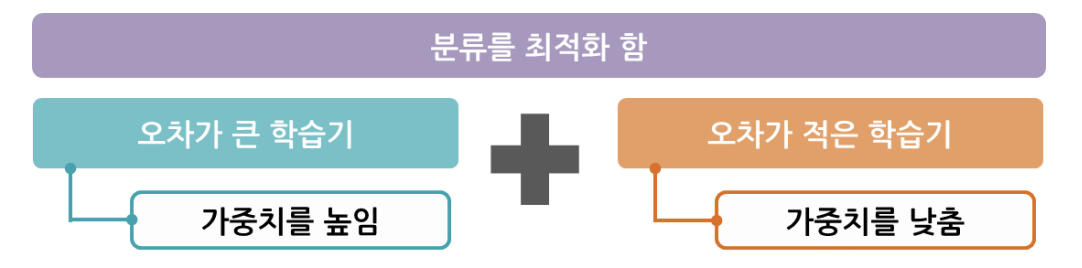 분류를 최적화 함
오차가 큰 학습기
오차가 적은 학습기
가중치를 높임
가중치를 낮춤